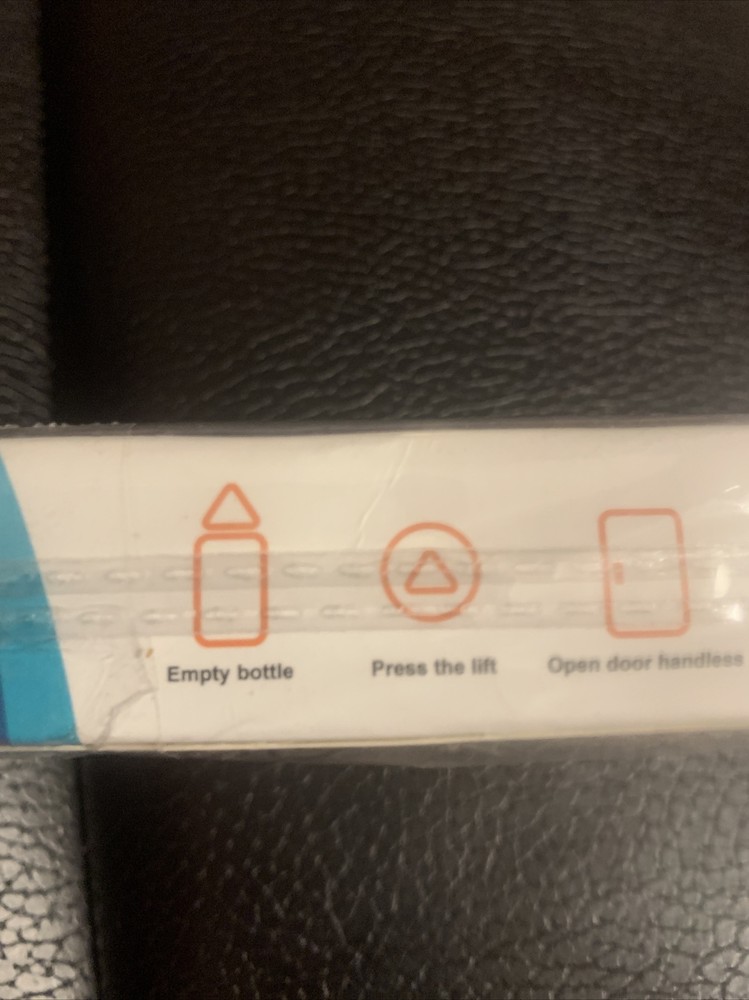 Empty bottle
Press the lift
Open door handless